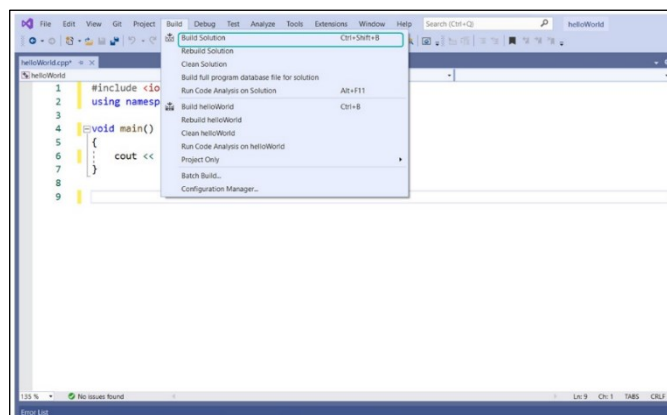 File Edit View Git Project Build Debug Test Analyze Tools Extensions Window Help Search (Ctrl+Q) helloWorld
Build Solution Ctrl+Shift+B
Rebuild Solution
helloWorld.cpp*
Clean Solution
helloWorld
Build full program database file for solution
1 #include <io
Run Code Analysis on Solution Alt+F11
2 using namesp
Build helloWorld Ctrl+B
3
Rebuild helloWorld
4 void main()
Clean helloWorld
5 {
Run Code Analysis on helloWorld
6 cout <<
Project Only
7 }
Batch Build...
8
Configuration Manager...
9
135 % No issues found Ln: 9 Ch: 1 TABS CRLF
Error List